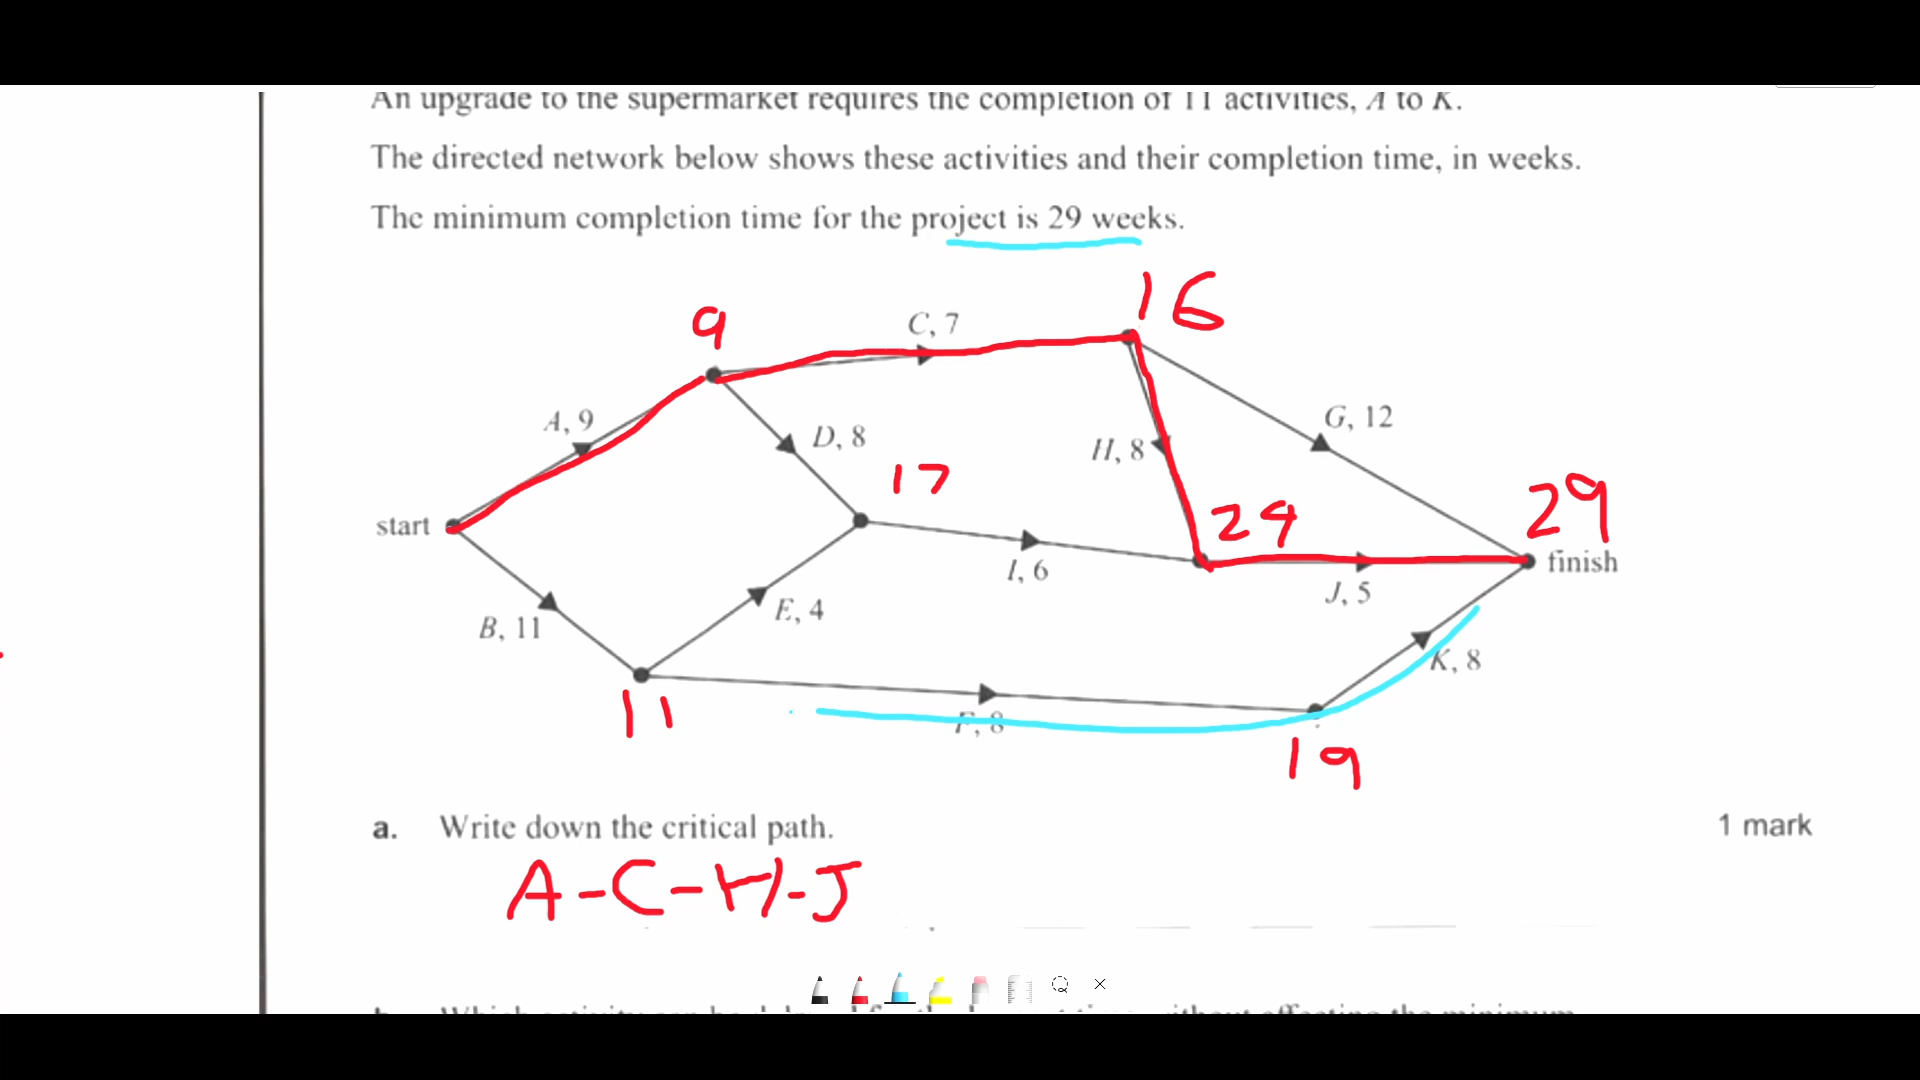 An upgrade to the supermarket requires the completion of 11 activities, A to K.
The directed network below shows these activities and their completion time, in weeks.
The minimum completion time for the project is 29 weeks.
16
9
C, 7
A, 9
G, 12
D, 8
H, 8
17
29
24
start
finish
I, 6
J, 5
E, 4
B, 11
K, 8
11
F, 8
19
a. Write down the critical path. 1 mark
A-C-H-J